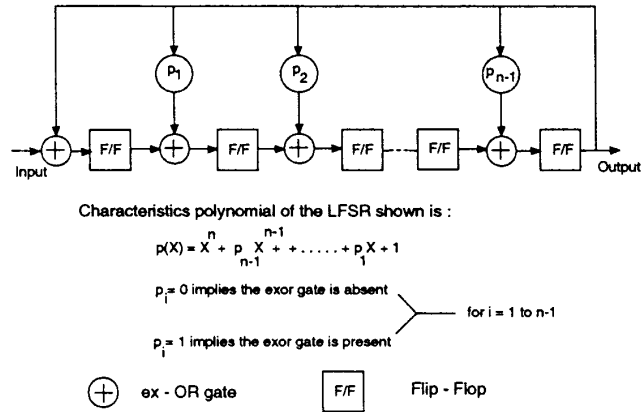 p1 p2 pn-1
F/F F/F F/F F/F F/F
Input Output
Characteristics polynomial of the LFSR shown is :
p(X) = X^n + p_n-1 X^n-1 + + . . . . . + p_1 X + 1
p_i = 0 implies the exor gate is absent
for i = 1 to n-1
p_i = 1 implies the exor gate is present
ex - OR gate F/F Flip - Flop